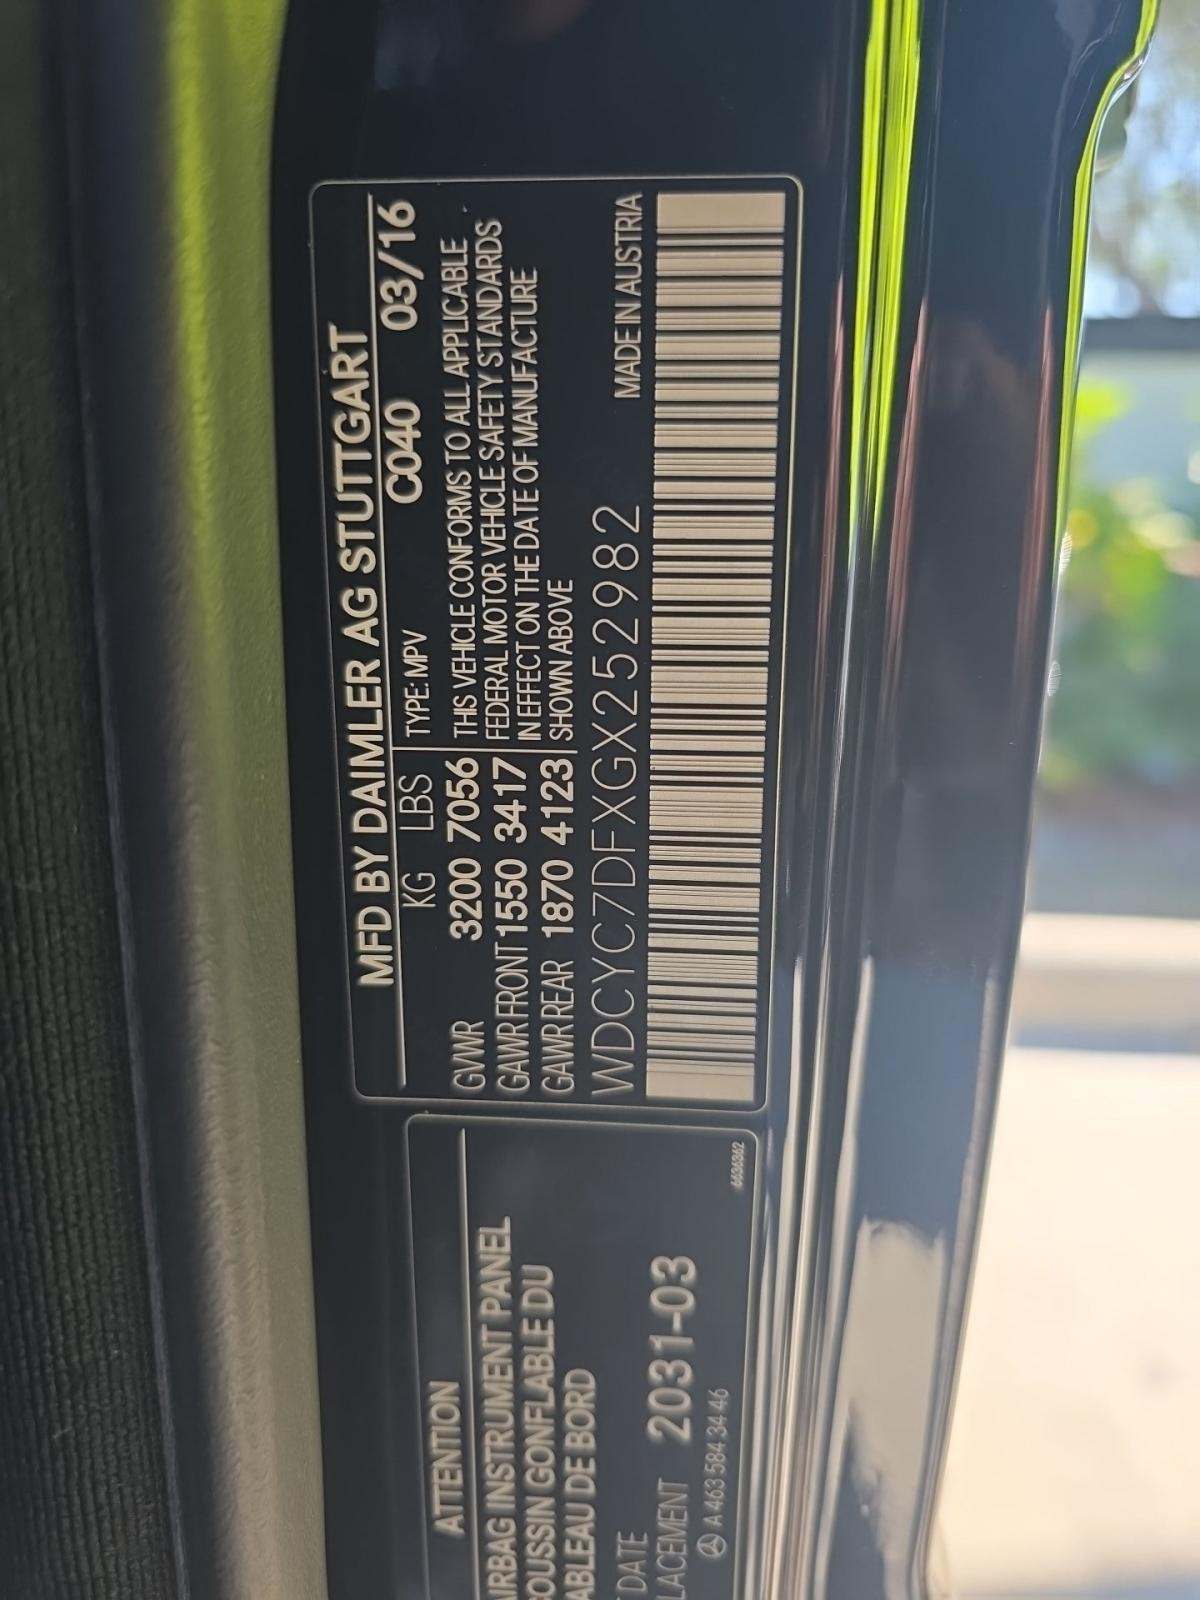 MFD BY DAIMLER AG STUTTGART
KG LBS TYPE: MPV C040 03/16
GVWR 3200 7056 THIS VEHICLE CONFORMS TO ALL APPLICABLE
GAWR FRONT 1550 3417 FEDERAL MOTOR VEHICLE SAFETY STANDARDS
GAWR REAR 1870 4123 IN EFFECT ON THE DATE OF MANUFACTURE
SHOWN ABOVE
WDCYC7DFXGX252982 MADE IN AUSTRIA
ATTENTION
AIRBAG INSTRUMENT PANEL
COUSSIN GONFLABLE DU
TABLEAU DE BORD
T DATE
LACEMENT 2031-03
A 463 584 34 46
6636862